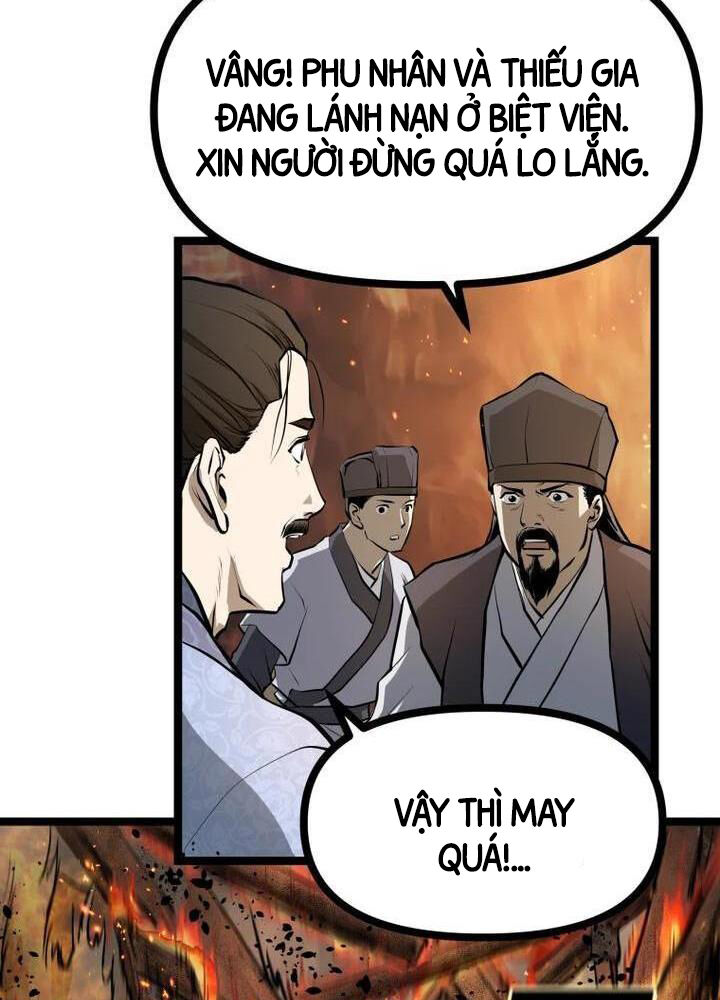 VÂNG! PHU NHÂN VÀ THIẾU GIA
ĐANG LÁNH NẠN Ở BIỆT VIỆN.
XIN NGƯỜI ĐỪNG QUÁ LO LẮNG.
VẬY THÌ MAY
QUÁ!...